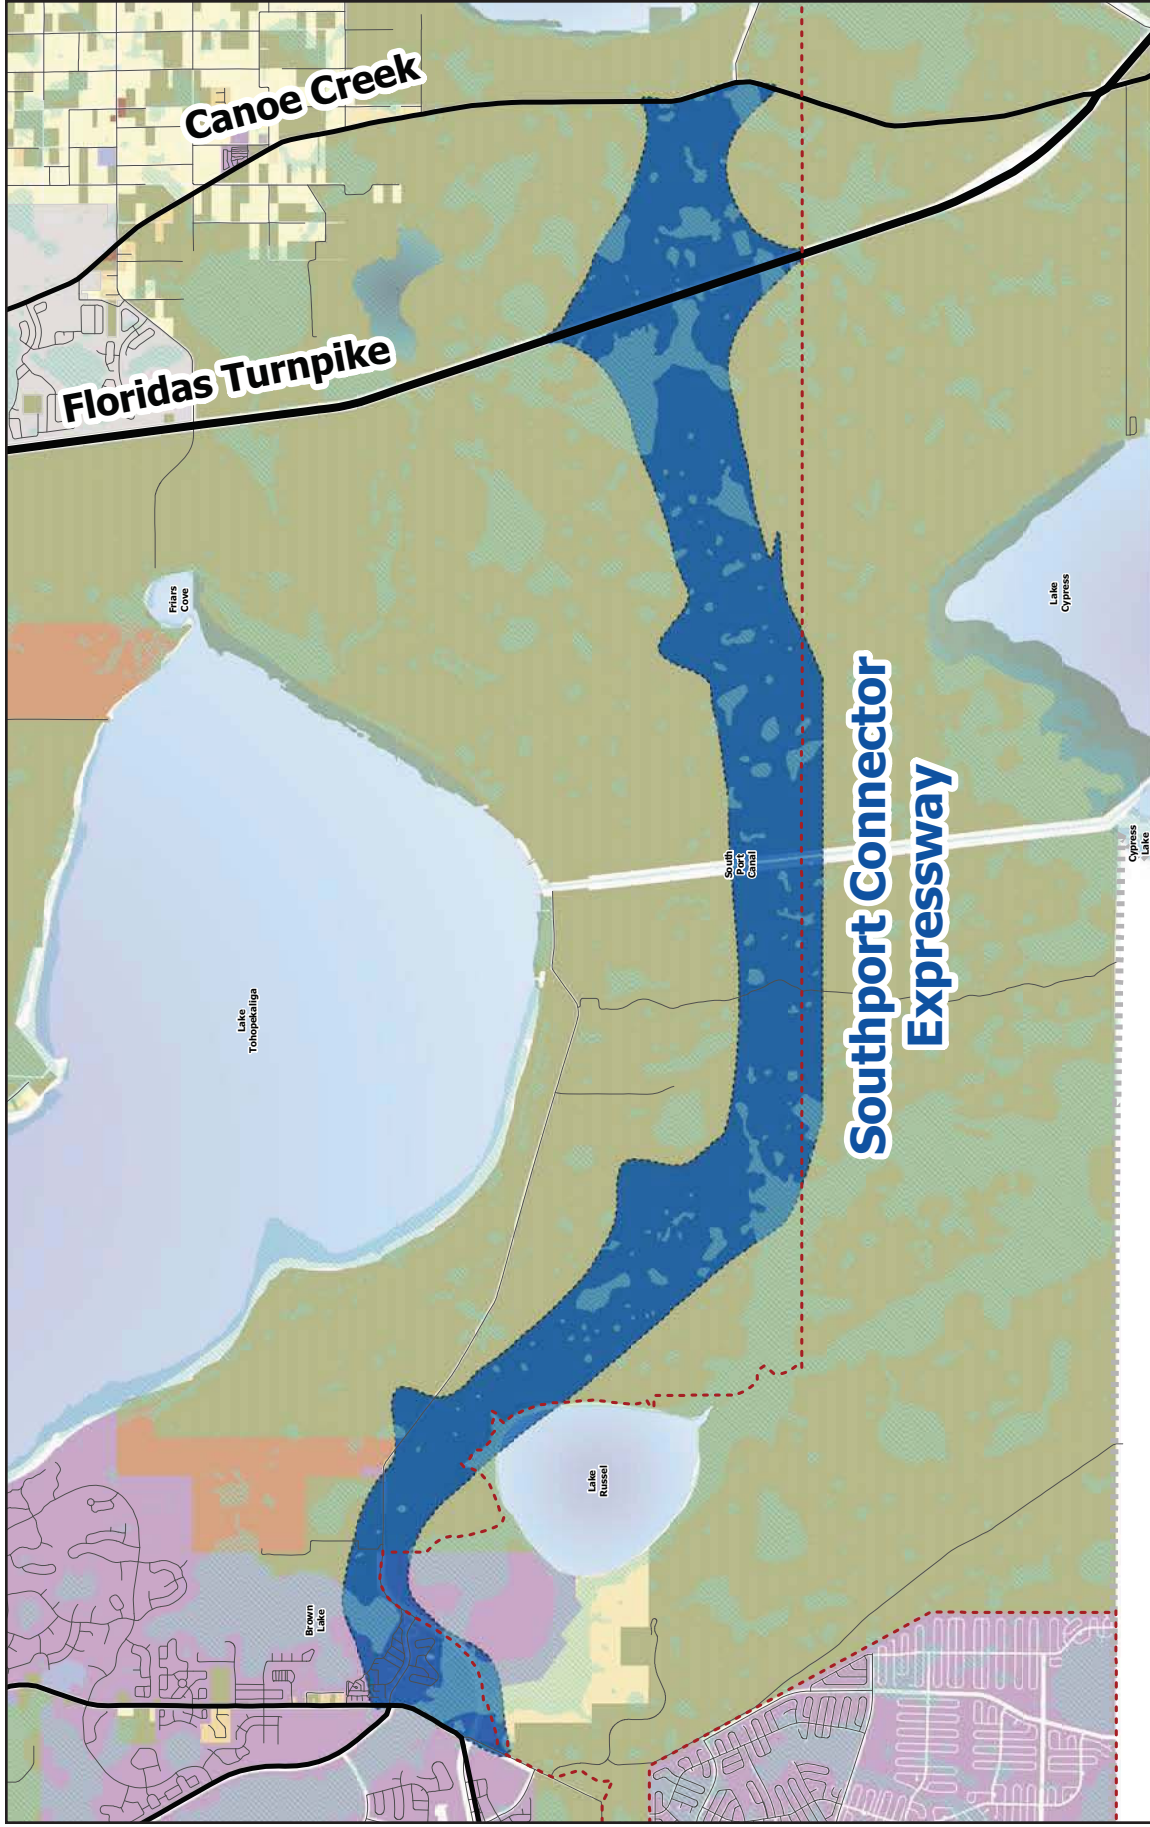 Canoe Creek
Floridas Turnpike
Friars
Cove
Lake
Cypress
South
Port
Canal
Cypress
Lake
Southport Connector
Expressway
Lake
Tohopekaliga
Lake
Russel
Brown
Lake